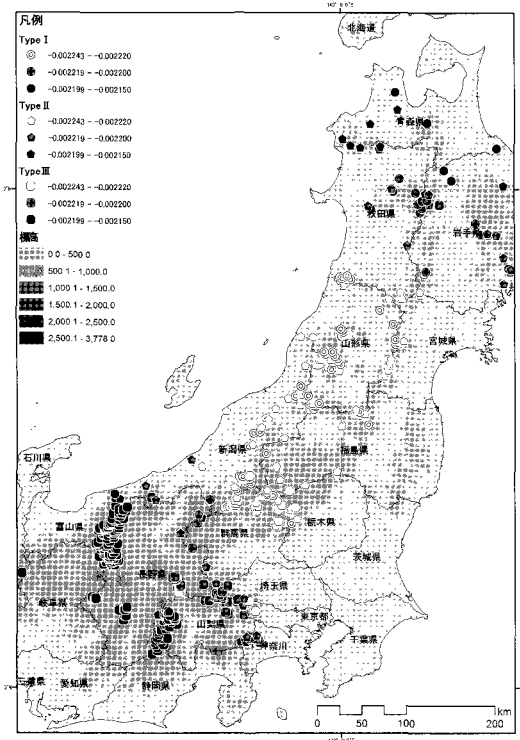 140°0'0"E
凡例
Type I
-0.002243 - -0.002220
-0.002219 - -0.002200
-0.002199 - -0.002150
Type II
-0.002243 - -0.002220
-0.002219 - -0.002200
-0.002199 - -0.002150
Type III
-0.002243 - -0.002220
-0.002219 - -0.002200
-0.002199 - -0.002150
標高
0.0 - 500.0
500.1 - 1,000.0
1,000.1 - 1,500.0
1,500.1 - 2,000.0
2,000.1 - 2,500.0
2,500.1 - 3,778.0
北海道
青森県
秋田県
岩手県
山形県
宮城県
新潟県
福島県
石川県
富山県
群馬県
栃木県
茨城県
長野県
岐阜県
埼玉県
山梨県
東京都
千葉県
神奈川
愛知県
静岡県
km
0 50 100 200